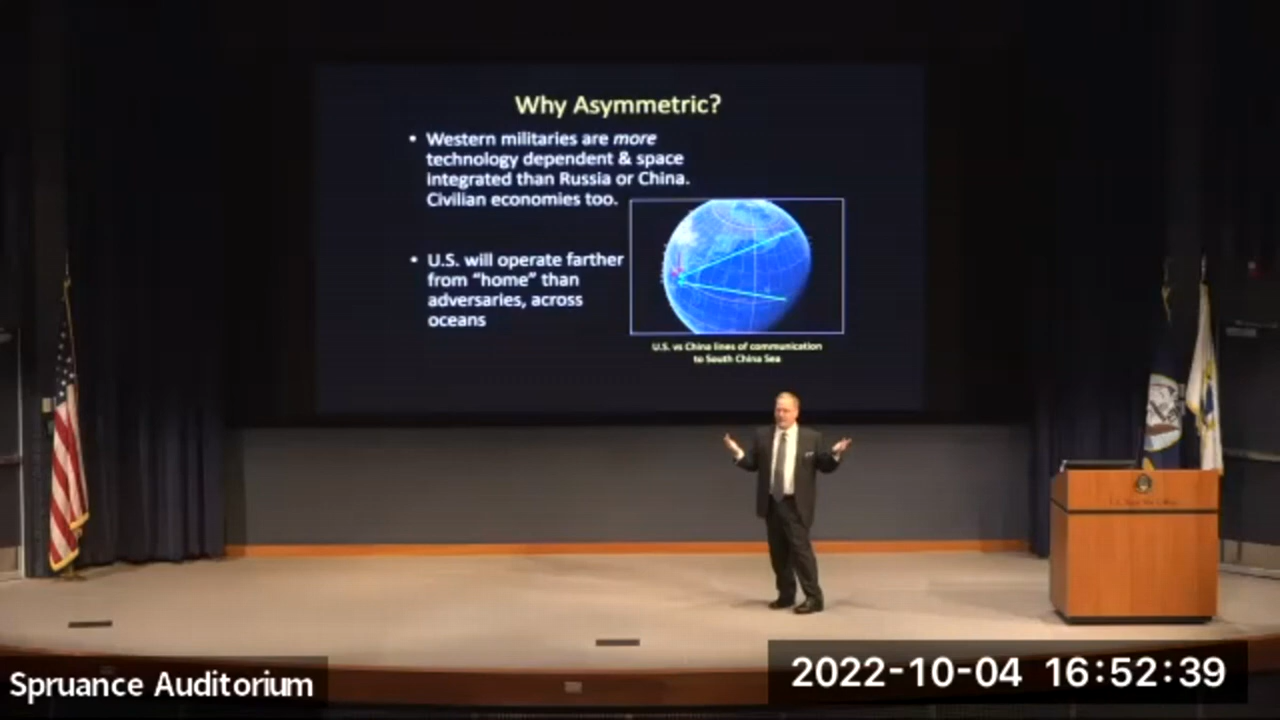 Why Asymmetric?
• Western militaries are more
technology dependent & space
integrated than Russia or China.
Civilian economies too.
• U.S. will operate farther
from “home” than
adversaries, across
oceans
U.S. vs China lines of communication
to South China Sea
Spruance Auditorium
2022-10-04 16:52:39